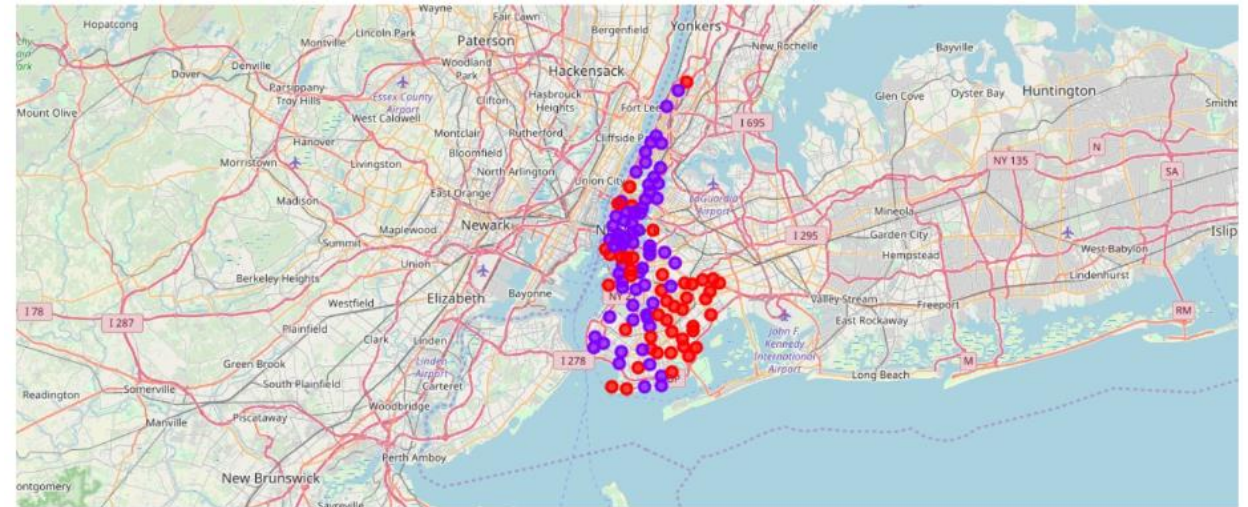 Wayne
Fair Lawn
Yonkers
Hopatcong
Lincoln Park
Bergenfield
Montville
Paterson
New Rochelle
Bayville
Denville
Woodland
Park
Hackensack
Dover
Parsippany
Troy Hills
Essex County
Airport
Clifton
Hasbrouck
Heights
Glen Cove
Oyster Bay
Huntington
Mount Olive
West Caldwell
Fort Lee
I 695
Hanover
Montclair
Rutherford
Cliffside P
N
NY 135
Bloomfield
Morristown
Livingston
North Arlington
Union City
SA
East Orange
LaGuardia
Airport
Madison
Mineola
Maplewood
Newark
N
I 295
Garden City
Islip
Summit
Hempstead
West Babylon
Union
Lindenhurst
Berkeley Heights
Elizabeth
Bayonne
NY
Valley Stream
Freeport
I 78
I 287
Westfield
RM
East Rockaway
Plainfield
Clark
Linden
John F.
Kennedy
International
Airport
Green Brook
Linden
Airport
I 278
M
Long Beach
Somerville
South Plainfield
Carteret
Readington
Woodbridge
Manville
Piscataway
Perth Amboy
ontgomery
New Brunswick
Sayreville